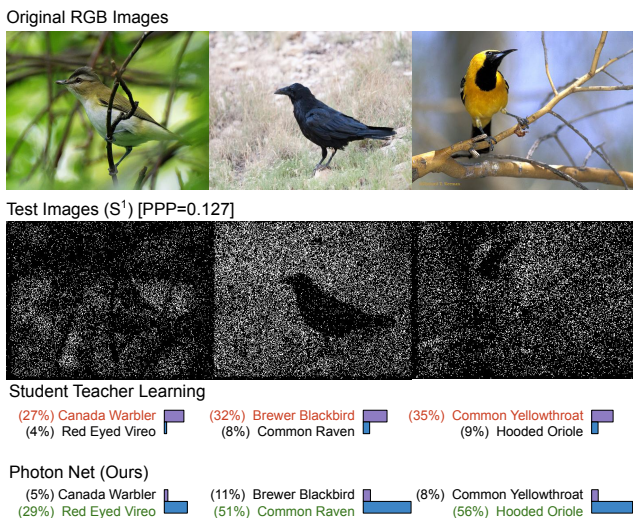 Original RGB Images
Test Images (S¹) [PPP=0.127]
Student Teacher Learning
(27%) Canada Warbler
(4%) Red Eyed Vireo
(32%) Brewer Blackbird
(8%) Common Raven
(35%) Common Yellowthroat
(9%) Hooded Oriole
Photon Net (Ours)
(5%) Canada Warbler
(29%) Red Eyed Vireo
(11%) Brewer Blackbird
(51%) Common Raven
(8%) Common Yellowthroat
(56%) Hooded Oriole